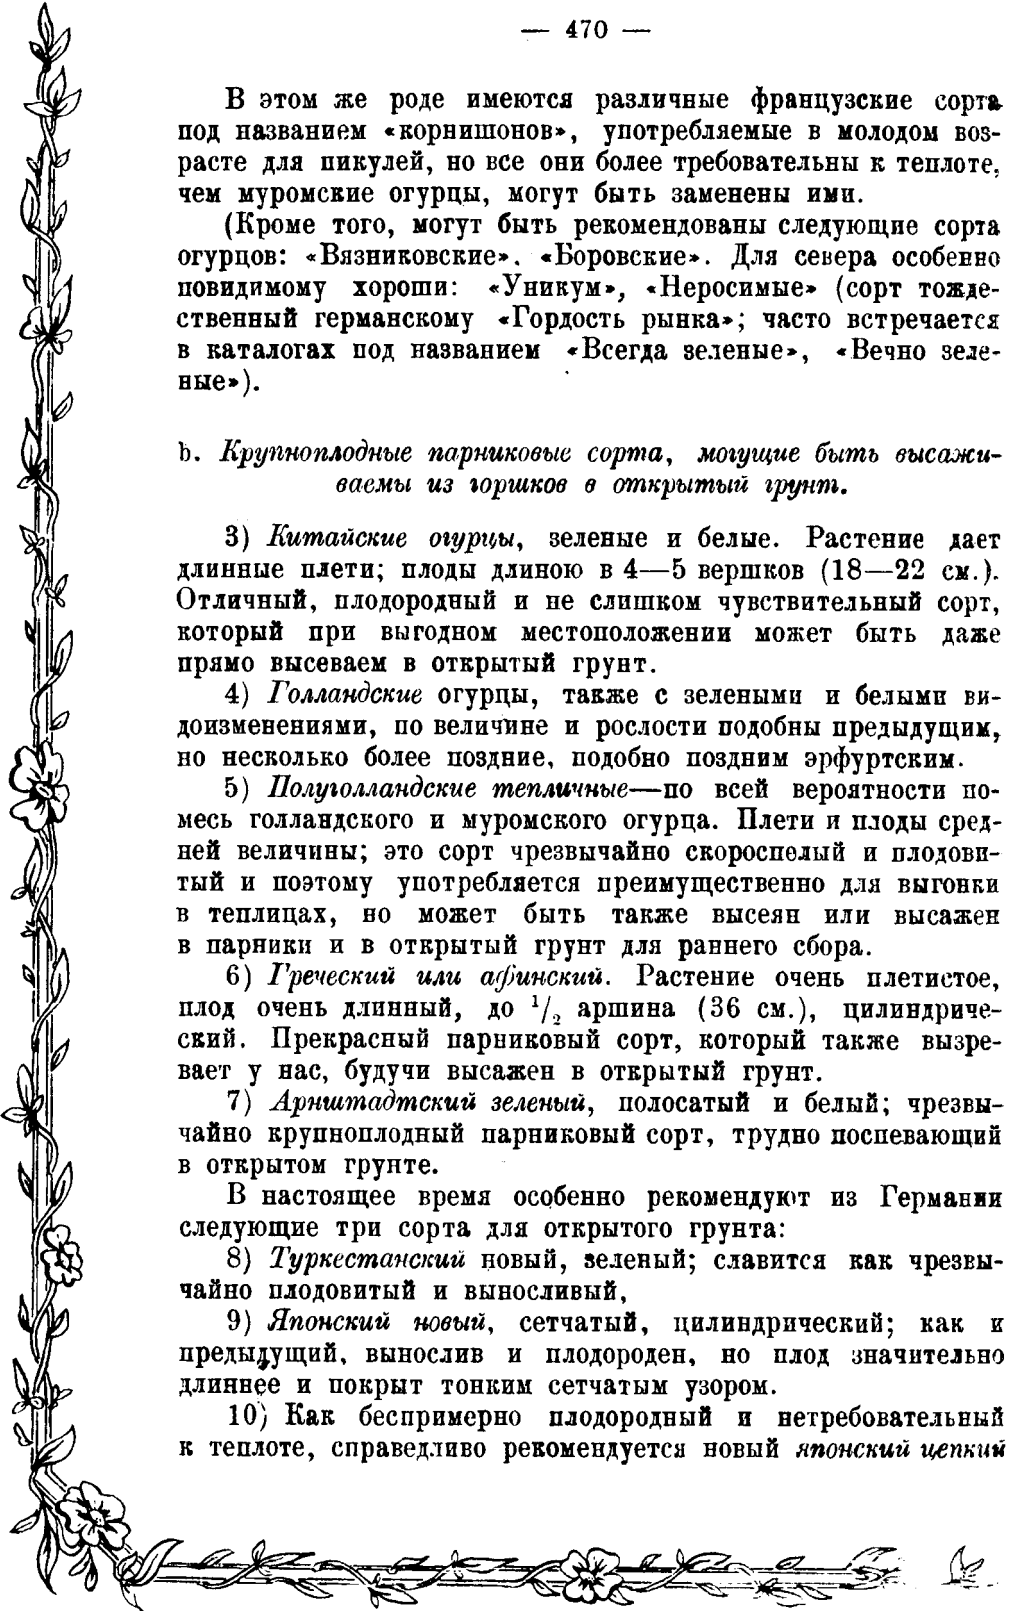 — 470 —
В этом же роде имеются различные французские сорта
под названием «корнишонов», употребляемые в молодом воз-
расте для пикулей, но все они более требовательны к теплоте,
чем муромские огурцы, могут быть заменены ими.
(Кроме того, могут быть рекомендованы следующие сорта
огурцов: «Вязниковские». «Боровские». Для севера особенно
повидимому хороши: «Уникум», «Неросимые» (сорт тожде-
ственный германскому «Гордость рынка»; часто встречается
в каталогах под названием «Всегда зеленые», «Вечно зеле-
ные»).
b. Крупноплодные парниковые сорта, могущие быть высажи-
ваемы из горшков в открытый грунт.
3) Китайские огурцы, зеленые и белые. Растение дает
длинные плети; плоды длиною в 4—5 вершков (18—22 см.).
Отличный, плодородный и не слишком чувствительный сорт,
который при выгодном местоположении может быть даже
прямо высеваем в открытый грунт.
4) Голландские огурцы, также с зелеными и белыми ви-
доизменениями, по величине и рослости подобны предыдущим,
но несколько более поздние, подобно поздним эрфуртским.
5) Полуголландские тепличные—по всей вероятности по-
месь голландского и муромского огурца. Плети и плоды сред-
ней величины; это сорт чрезвычайно скороспелый и плодови-
тый и поэтому употребляется преимущественно для выгонки
в теплицах, но может быть также высеян или высажен
в парники и в открытый грунт для раннего сбора.
6) Греческий или афинский. Растение очень плетистое,
плод очень длинный, до 1/2 аршина (36 см.), цилиндриче-
ский. Прекрасный парниковый сорт, который также вызре-
вает у нас, будучи высажен в открытый грунт.
7) Арнштадтский зеленый, полосатый и белый; чрезвы-
чайно крупноплодный парниковый сорт, трудно поспевающий
в открытом грунте.
В настоящее время особенно рекомендуют из Германии
следующие три сорта для открытого грунта:
8) Туркестанский новый, зеленый; славится как чрезвы-
чайно плодовитый и выносливый,
9) Японский новый, сетчатый, цилиндрический; как и
предыдущий, вынослив и плодороден, но плод значительно
длиннее и покрыт тонким сетчатым узором.
10) Как беспримерно плодородный и нетребовательный
к теплоте, справедливо рекомендуется новый японский цепкий